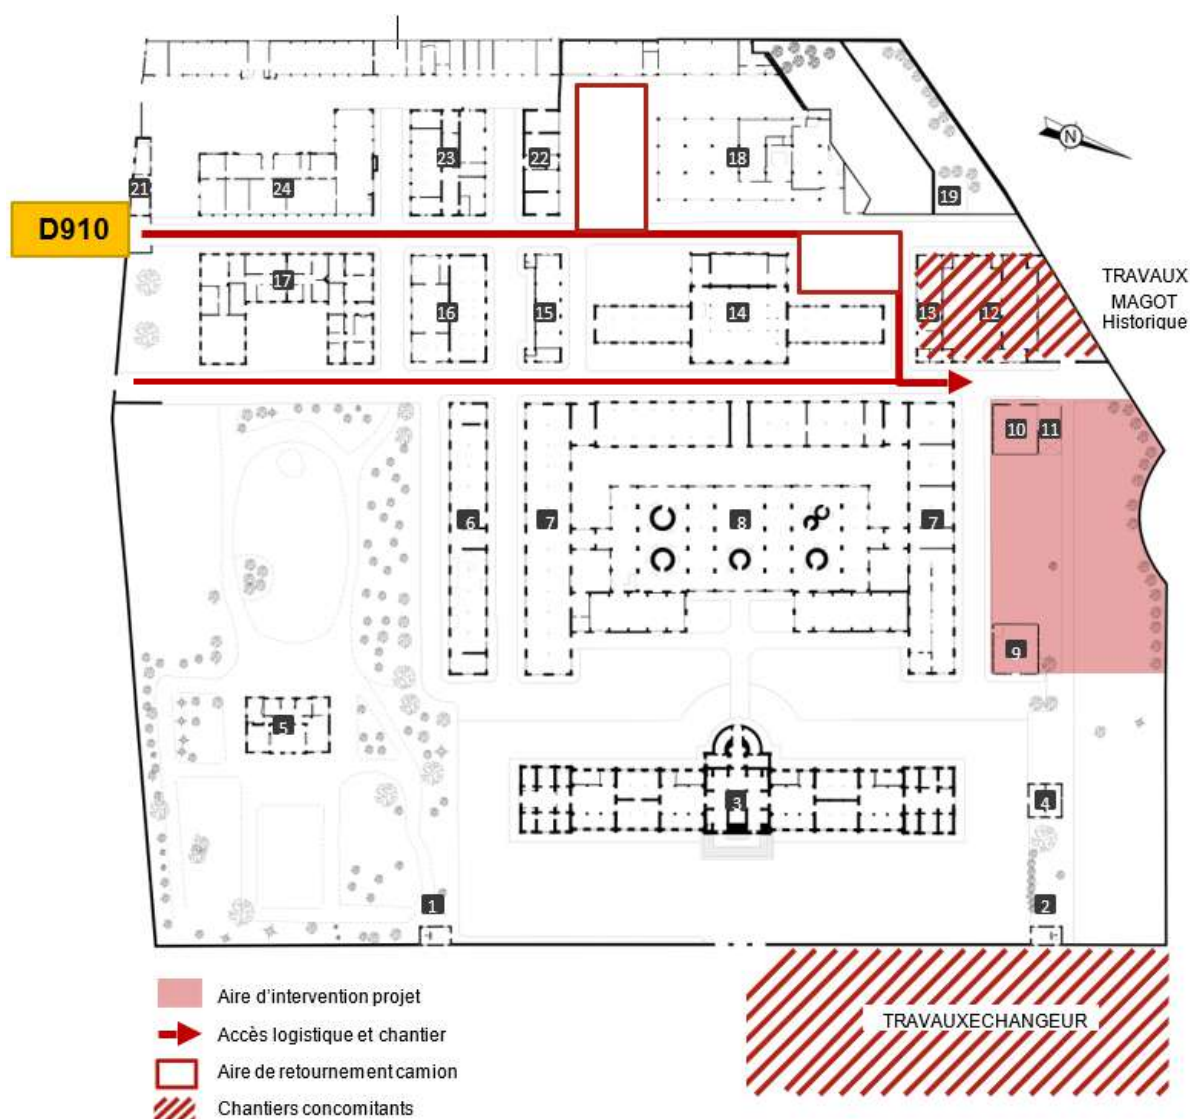 N
23
22
18
21
24
19
D910
17
16
15
14
13
12
TRAVAUX
MAGOT
Historique
10
11
6
7
8
7
9
5
3
4
1
2
Aire d'intervention projet
TRAVAUXECHANGEUR
Accès logistique et chantier
Aire de retournement camion
Chantiers concomitants